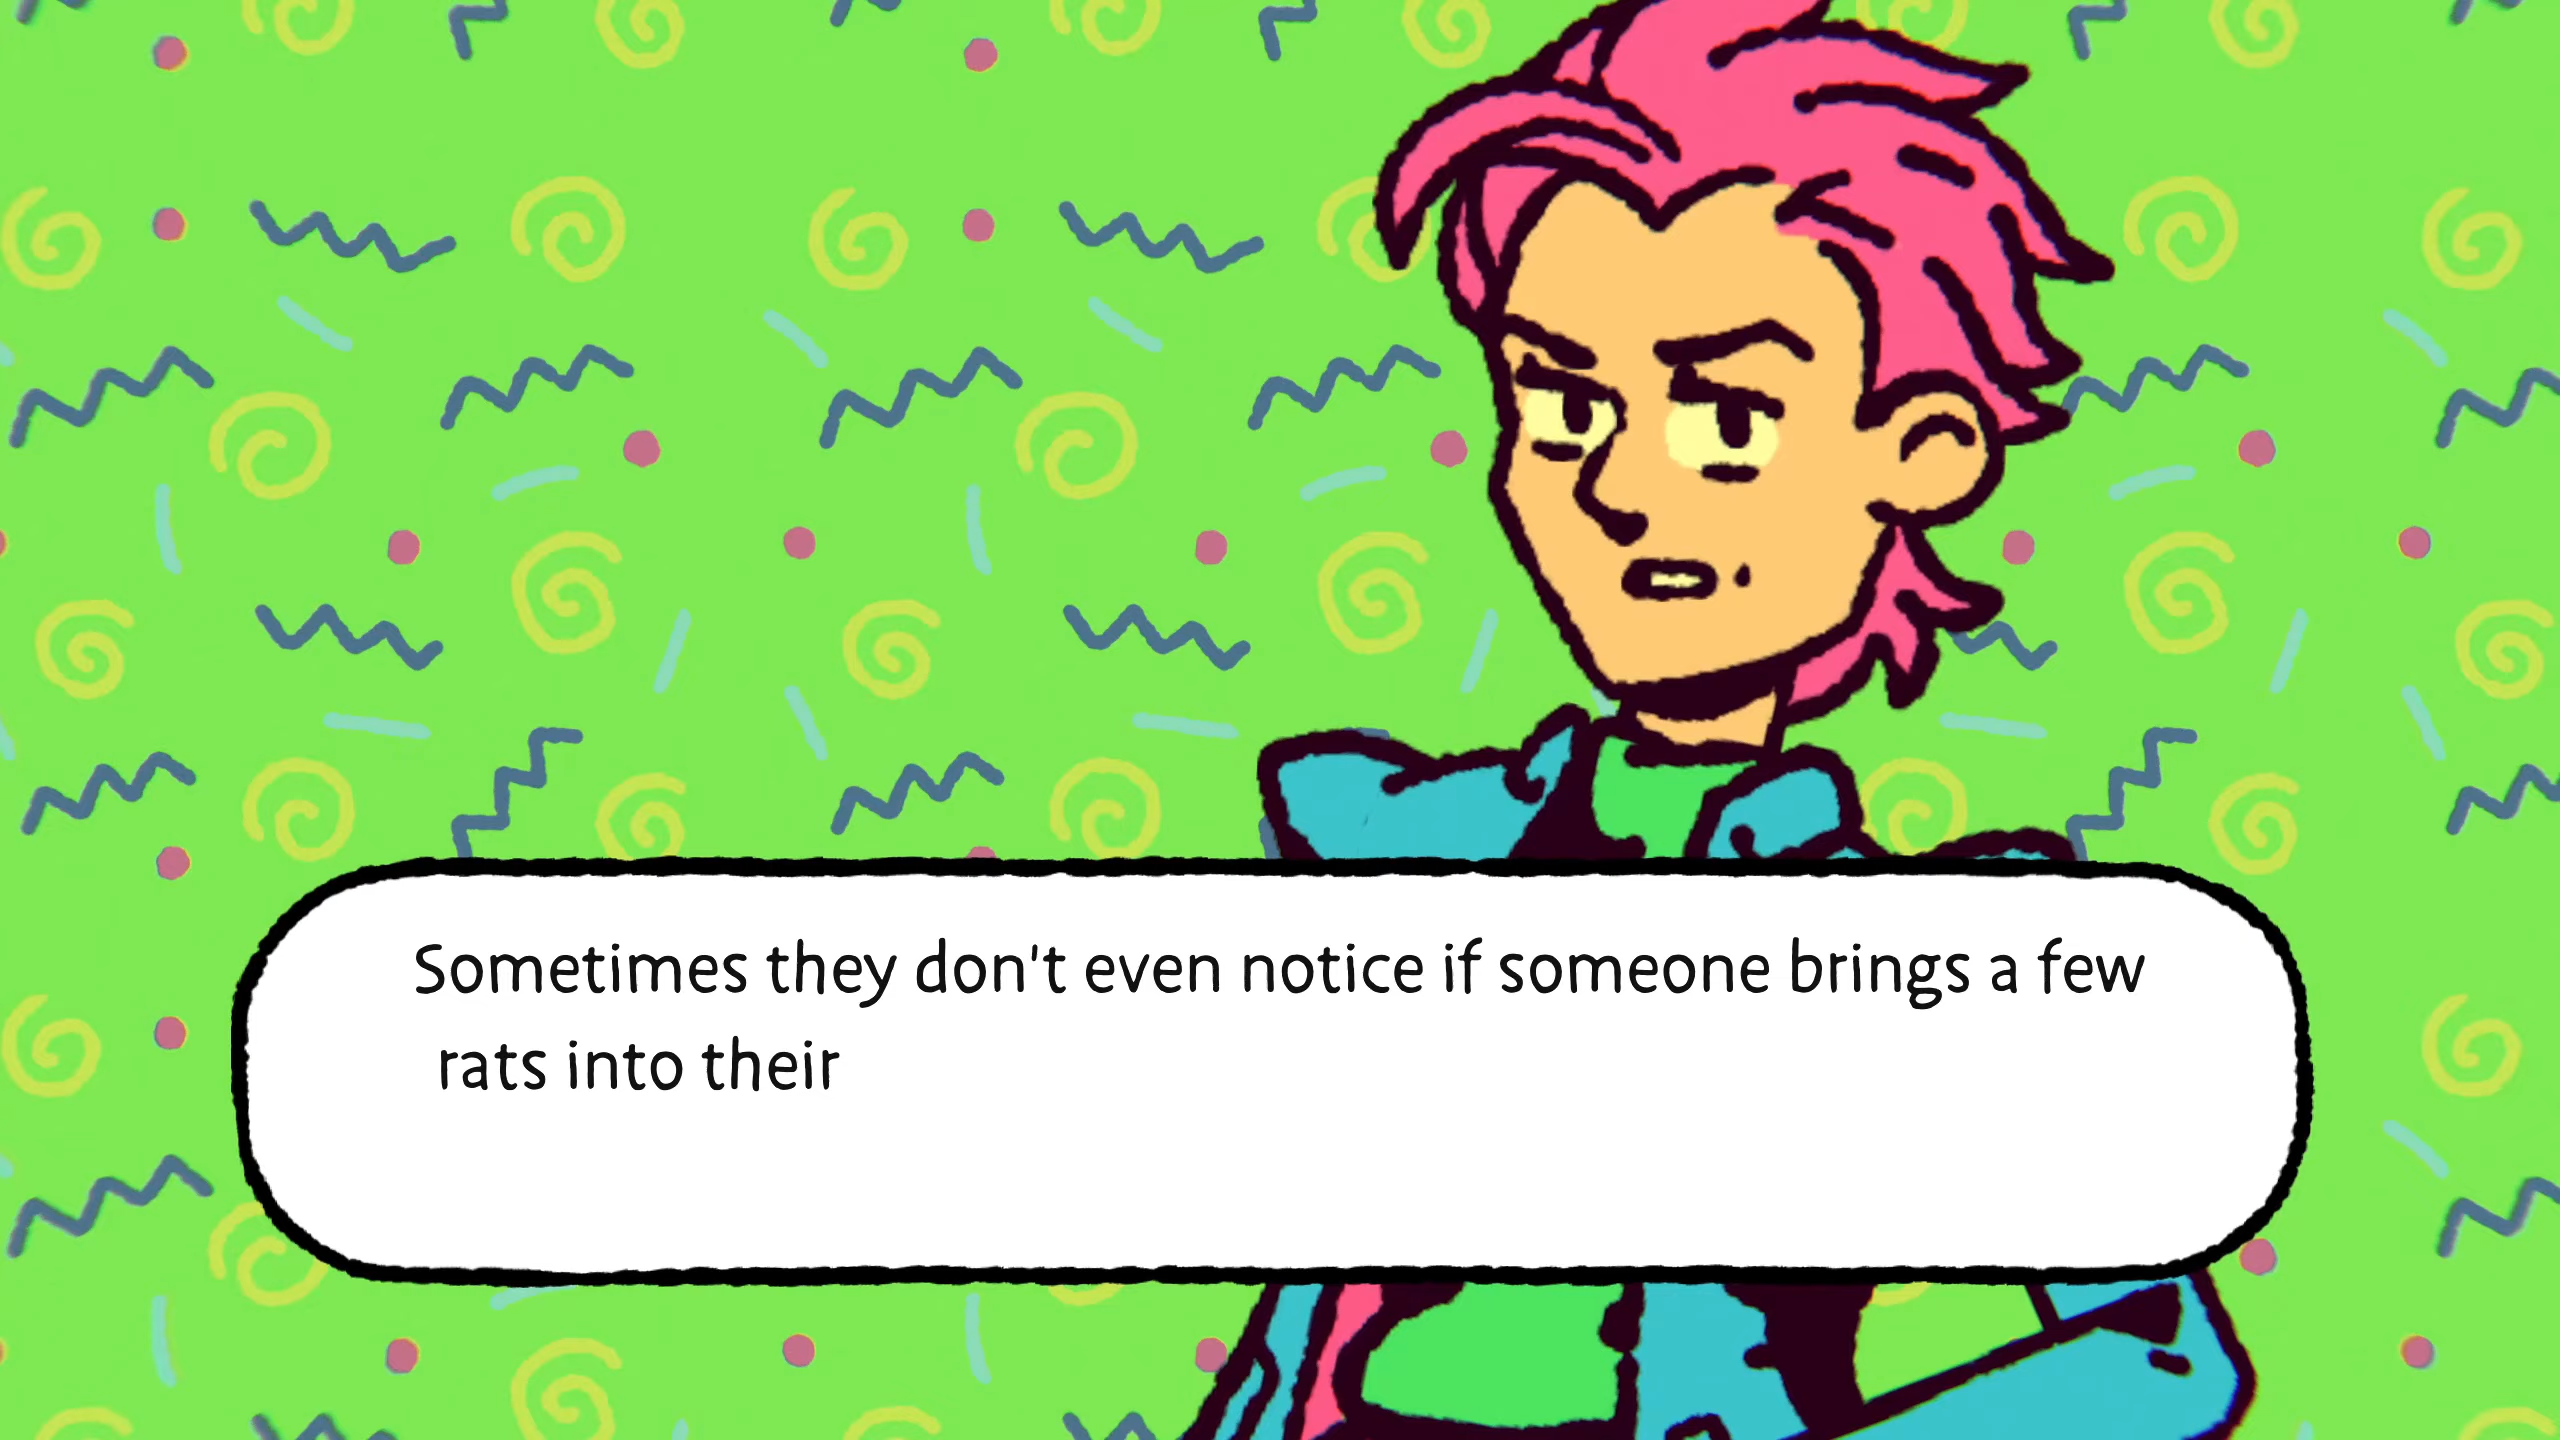 Sometimes they don't even notice if someone brings a few
rats into their